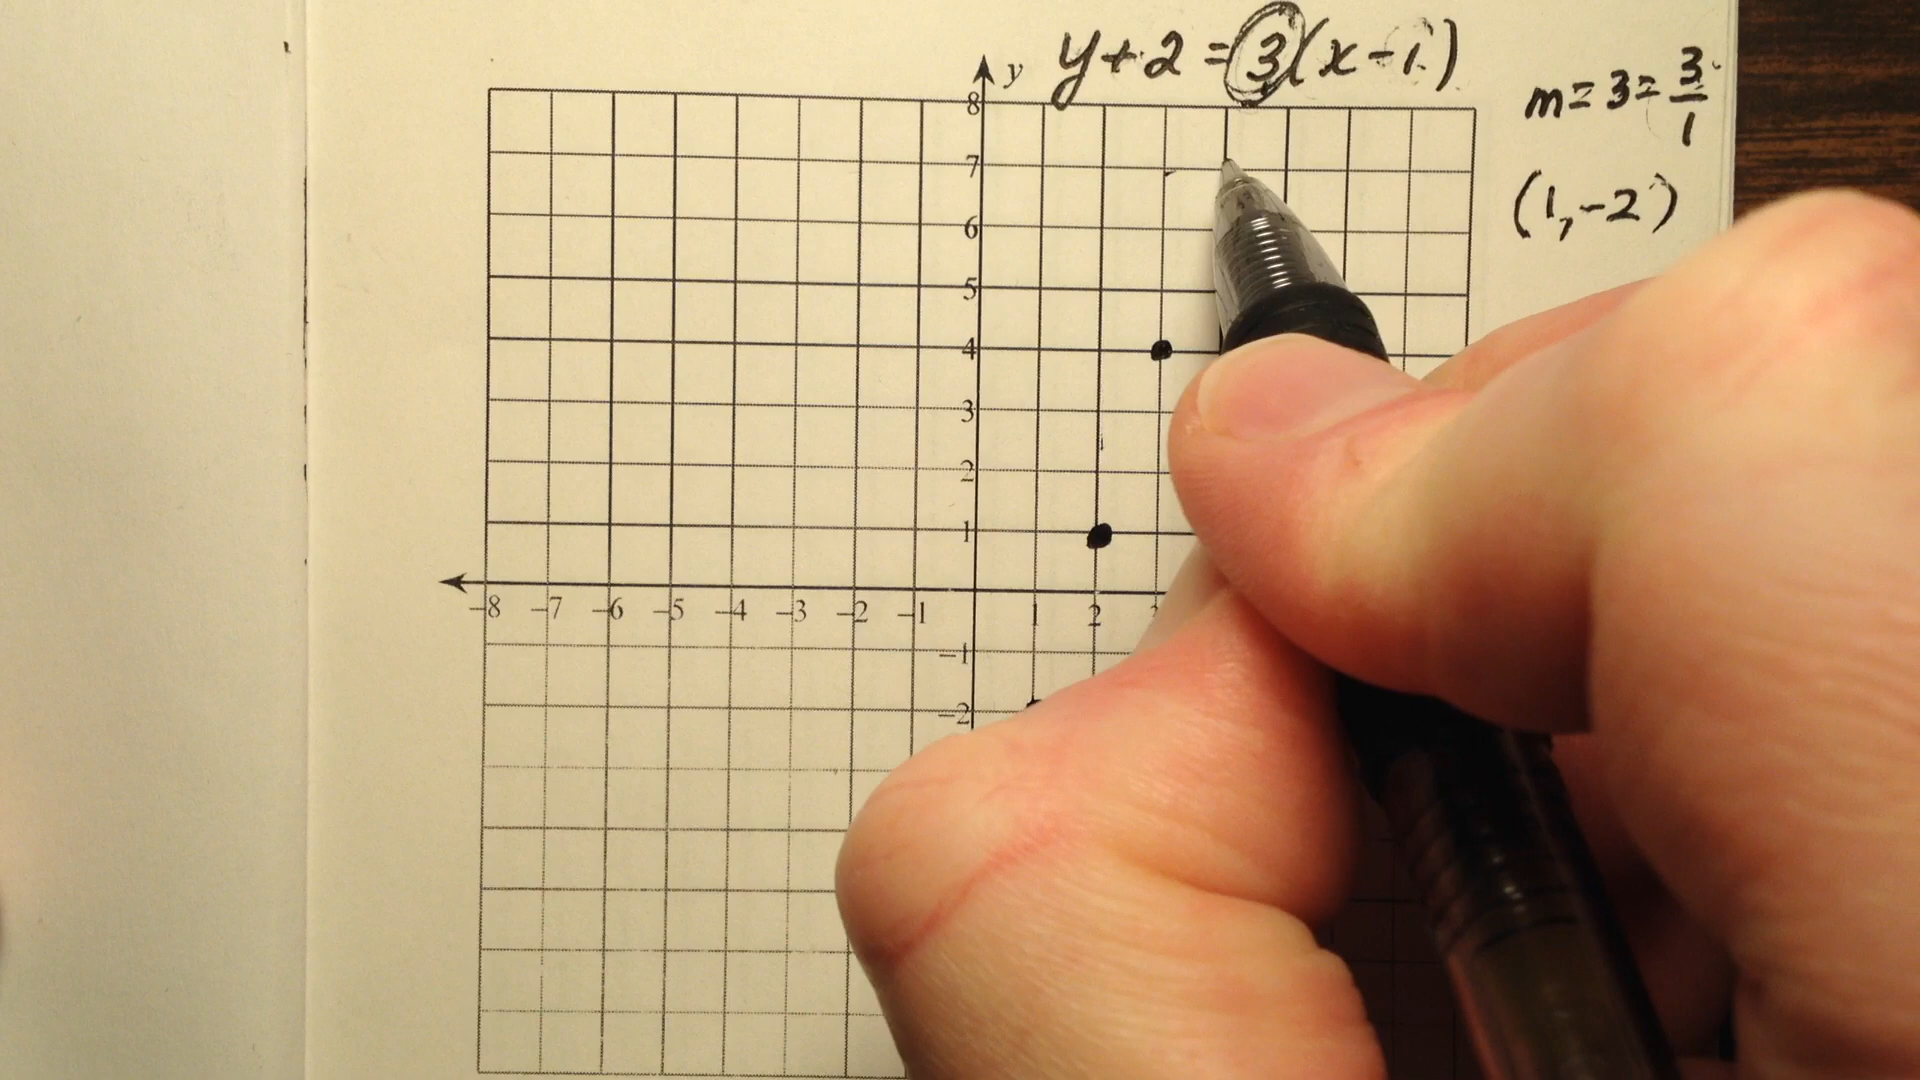 y + 2 = 3(x - 1)
m = 3 = 3/1
(1, -2)
y
8
7
6
5
4
3
2
1
-8 -7 -6 -5 -4 -3 -2 -1 1 2
-1
-2